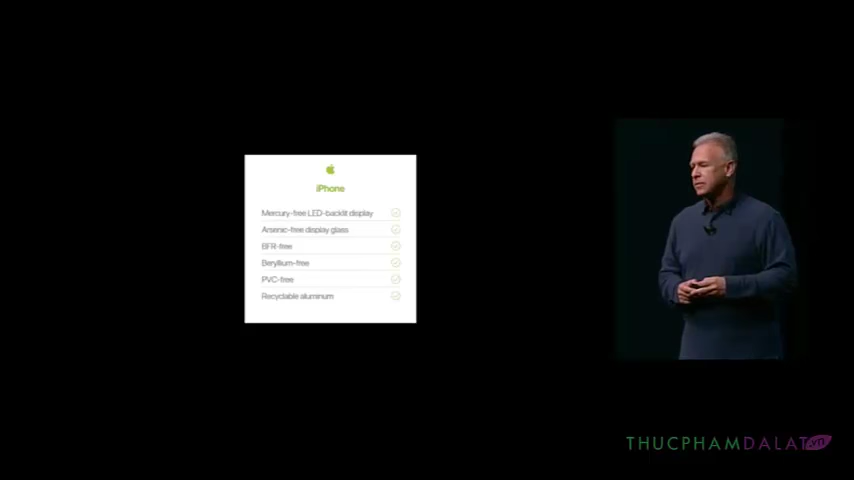 iPhone
Mercury-free LED-backlit display
Arsenic-free display glass
BFR-free
Beryllium-free
PVC-free
Recyclable aluminum
THUCPHAMDALAT.vn